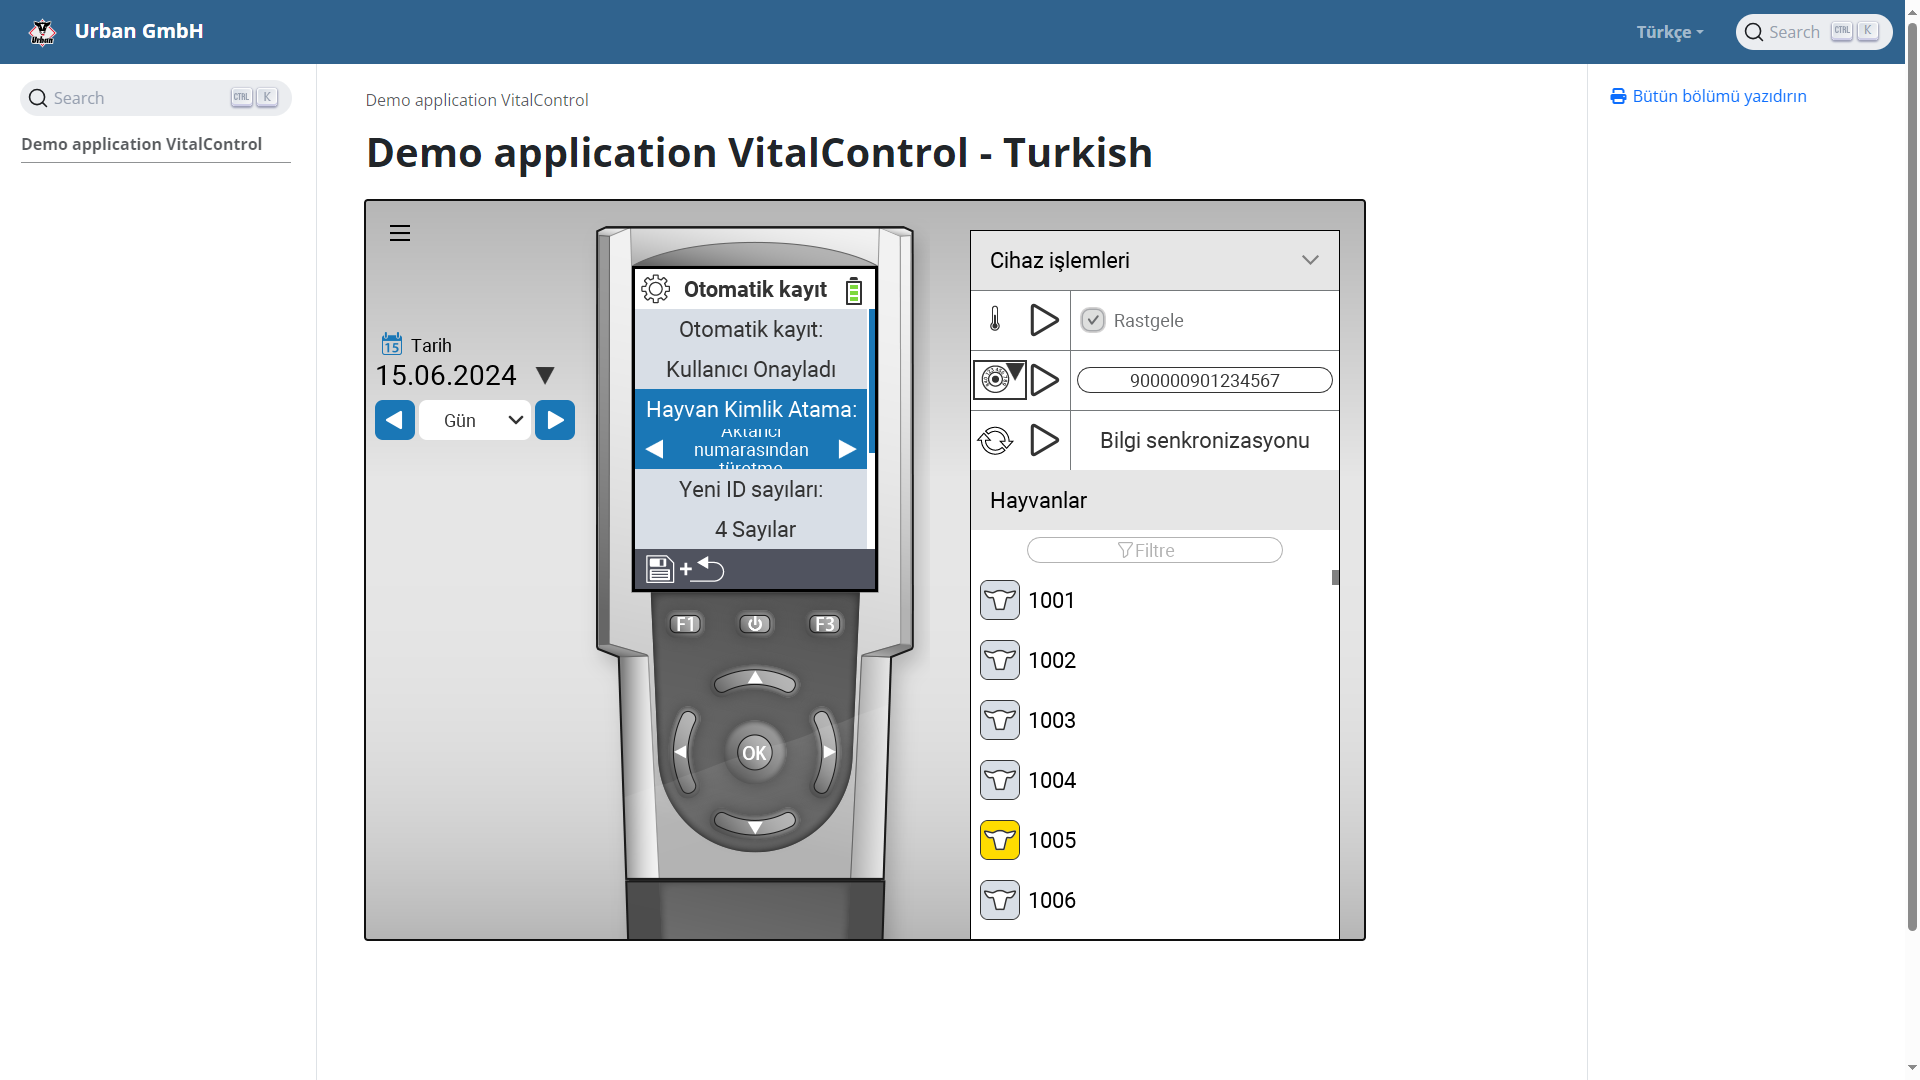 Urban GmbH
Türkçe
Search CTRL K
Search CTRL K
Demo application VitalControl
Demo application VitalControl
Demo application VitalControl - Turkish
Bütün bölümü yazıdırın
15 Tarih
15.06.2024
Gün
Otomatik kayıt
Otomatik kayıt:
Kullanıcı Onayladı
Hayvan Kimlik Atama:
Aktarıcı
numarasından
türetme
Yeni ID sayıları:
4 Sayılar
F1
F3
OK
Cihaz işlemleri
Rastgele
900000901234567
Bilgi senkronizasyonu
Hayvanlar
Filtre
1001
1002
1003
1004
1005
1006